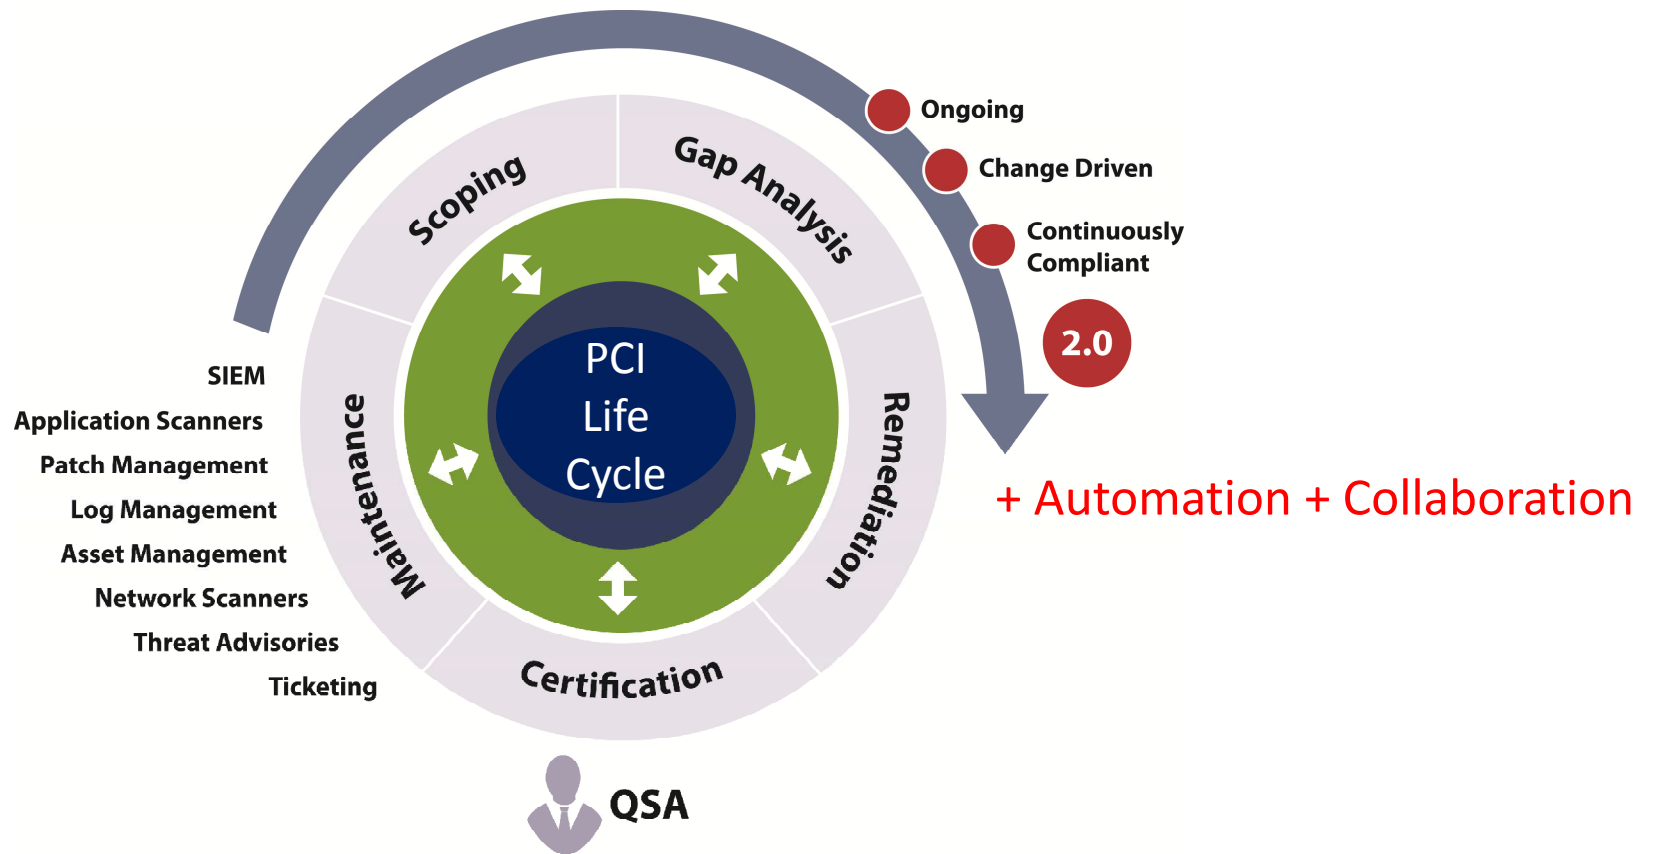 Ongoing
Change Driven
Continuously
Compliant
2.0
Scoping
Gap Analysis
Remediation
Certification
Maintenance
PCI
Life
Cycle
SIEM
Application Scanners
Patch Management
Log Management
Asset Management
Network Scanners
Threat Advisories
Ticketing
+ Automation + Collaboration
QSA